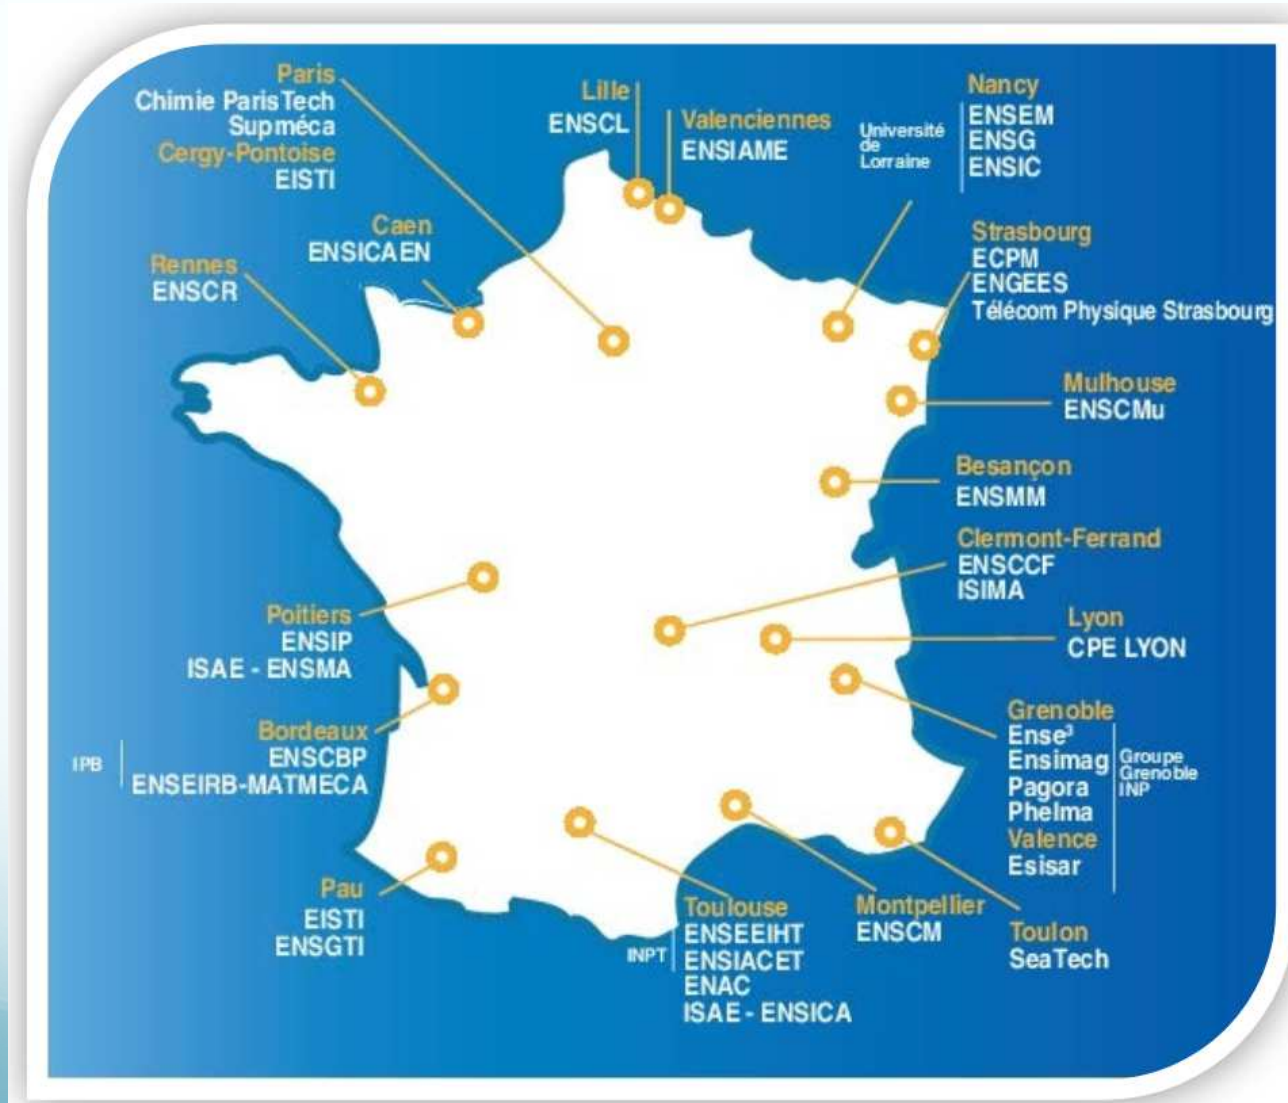 Paris
Chimie ParisTech
Supméca
Cergy-Pontoise
EISTI
Lille
ENSCL
Valenciennes
ENSIAME
Université
de
Lorraine
Nancy
ENSEM
ENSG
ENSIC
Caen
ENSICAEN
Rennes
ENSCR
Strasbourg
ECPM
ENGEES
Télécom Physique Strasbourg
Mulhouse
ENSCMu
Besançon
ENSMM
Clermont-Ferrand
ENSCCF
ISIMA
Poitiers
ENSIP
ISAE - ENSMA
Lyon
CPE LYON
IPB
Bordeaux
ENSCBP
ENSEIRB-MATMECA
Grenoble
Ense³
Ensimag
Pagora
Phelma
Valence
Esisar
Groupe
Grenoble
INP
Pau
EISTI
ENSGTI
INPT
Toulouse
ENSEEIHT
ENSIACET
ENAC
ISAE - ENSICA
Montpellier
ENSCM
Toulon
SeaTech